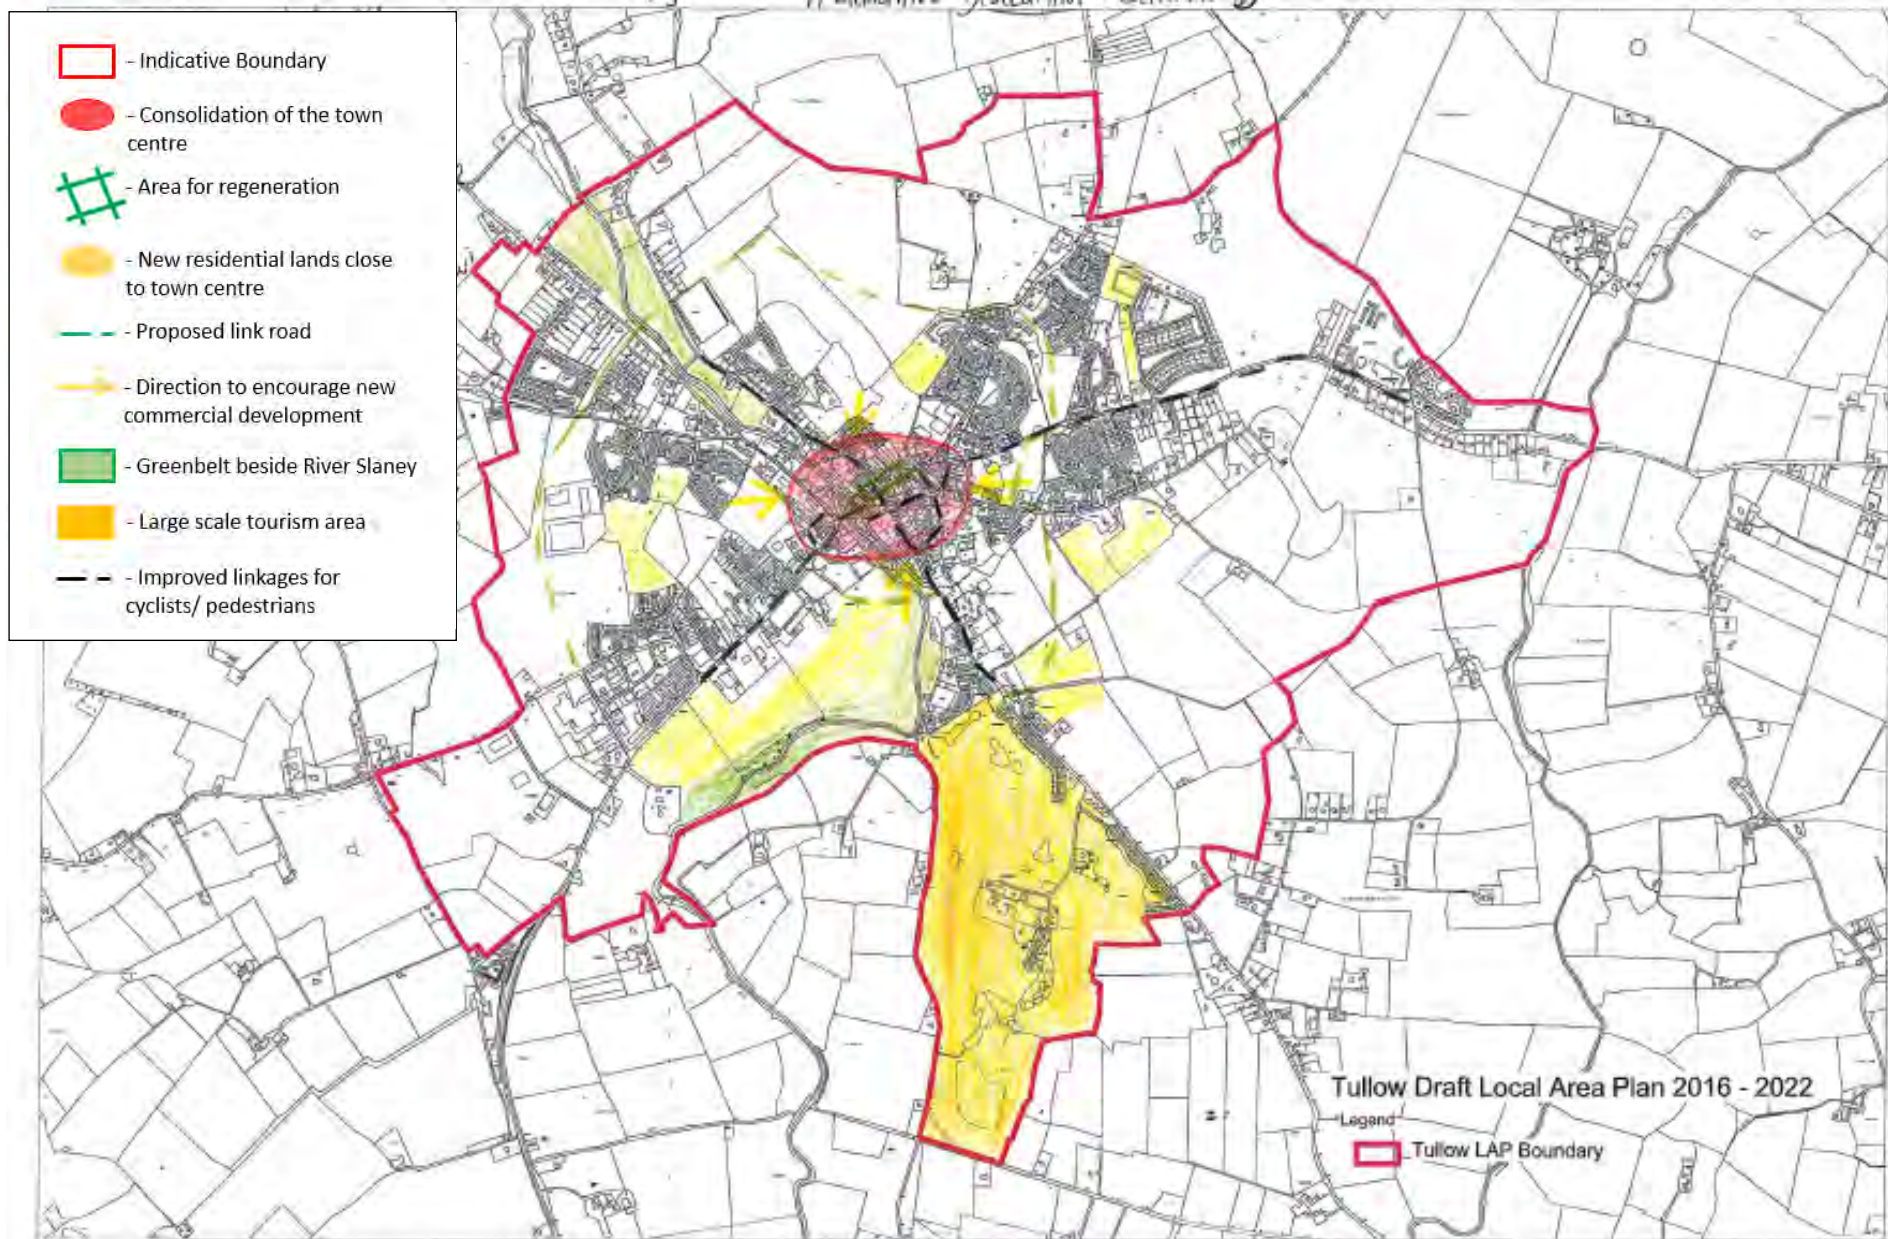 - Indicative Boundary
- Consolidation of the town
centre
- Area for regeneration
- New residential lands close
to town centre
- Proposed link road
- Direction to encourage new
commercial development
- Greenbelt beside River Slaney
- Large scale tourism area
- Improved linkages for
cyclists/ pedestrians
Tullow Draft Local Area Plan 2016 - 2022
Legend
Tullow LAP Boundary